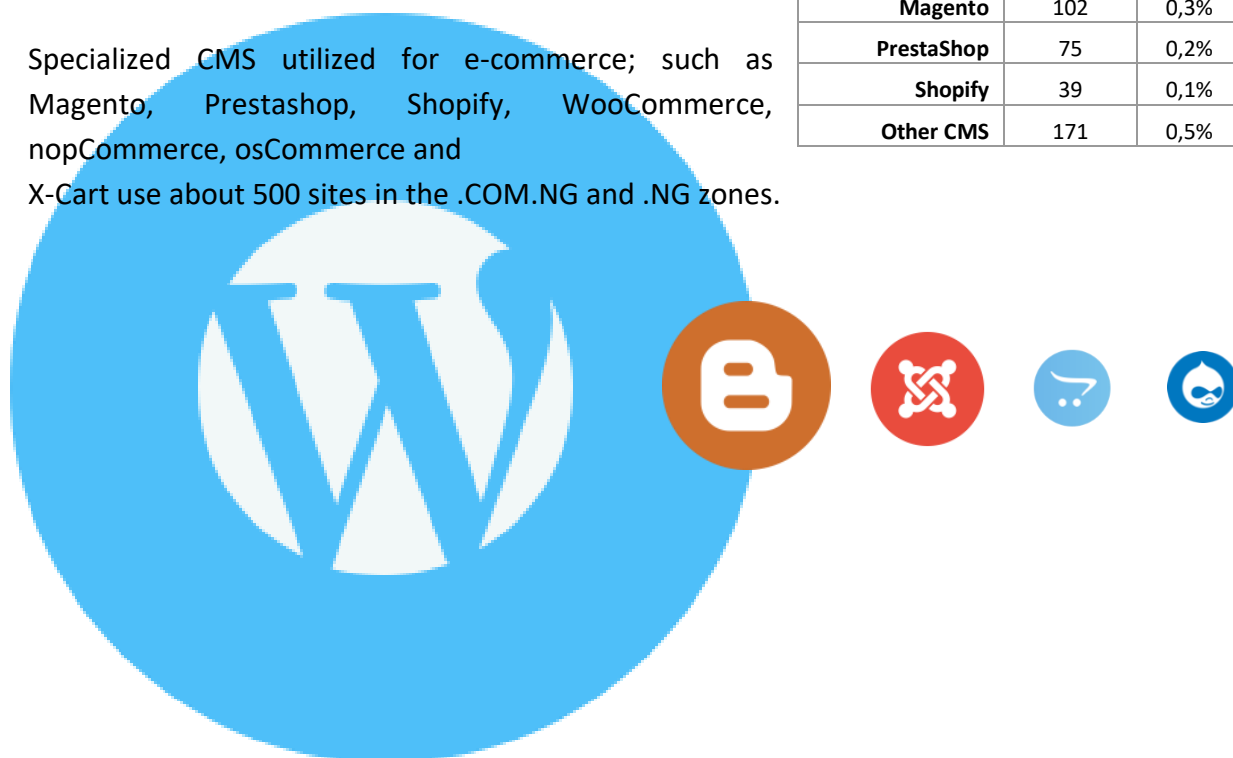 Specialized CMS utilized for e-commerce; such as
Magento, Prestashop, Shopify, WooCommerce,
nopCommerce, osCommerce and
X-Cart use about 500 sites in the .COM.NG and .NG zones.
Magento 102 0,3%
PrestaShop 75 0,2%
Shopify 39 0,1%
Other CMS 171 0,5%